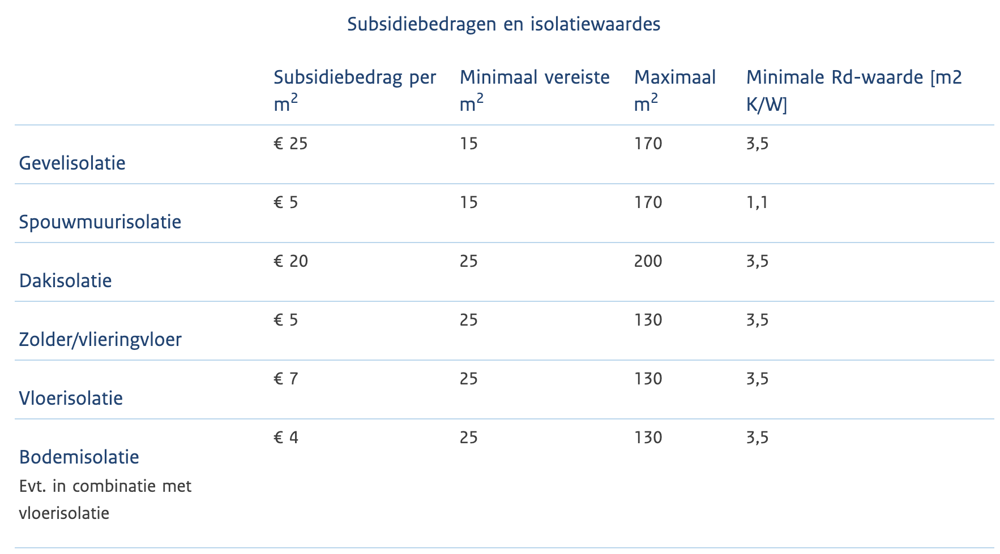 Subsidiebedragen en isolatiewaardes
Subsidiebedrag per m² Minimaal vereiste m² Maximaal m² Minimale Rd-waarde [m2 K/W]
Gevelisolatie € 25 15 170 3,5
Spouwmuurisolatie € 5 15 170 1,1
Dakisolatie € 20 25 200 3,5
Zolder/vlieringvloer € 5 25 130 3,5
Vloerisolatie € 7 25 130 3,5
Bodemisolatie € 4 25 130 3,5
Evt. in combinatie met
vloerisolatie